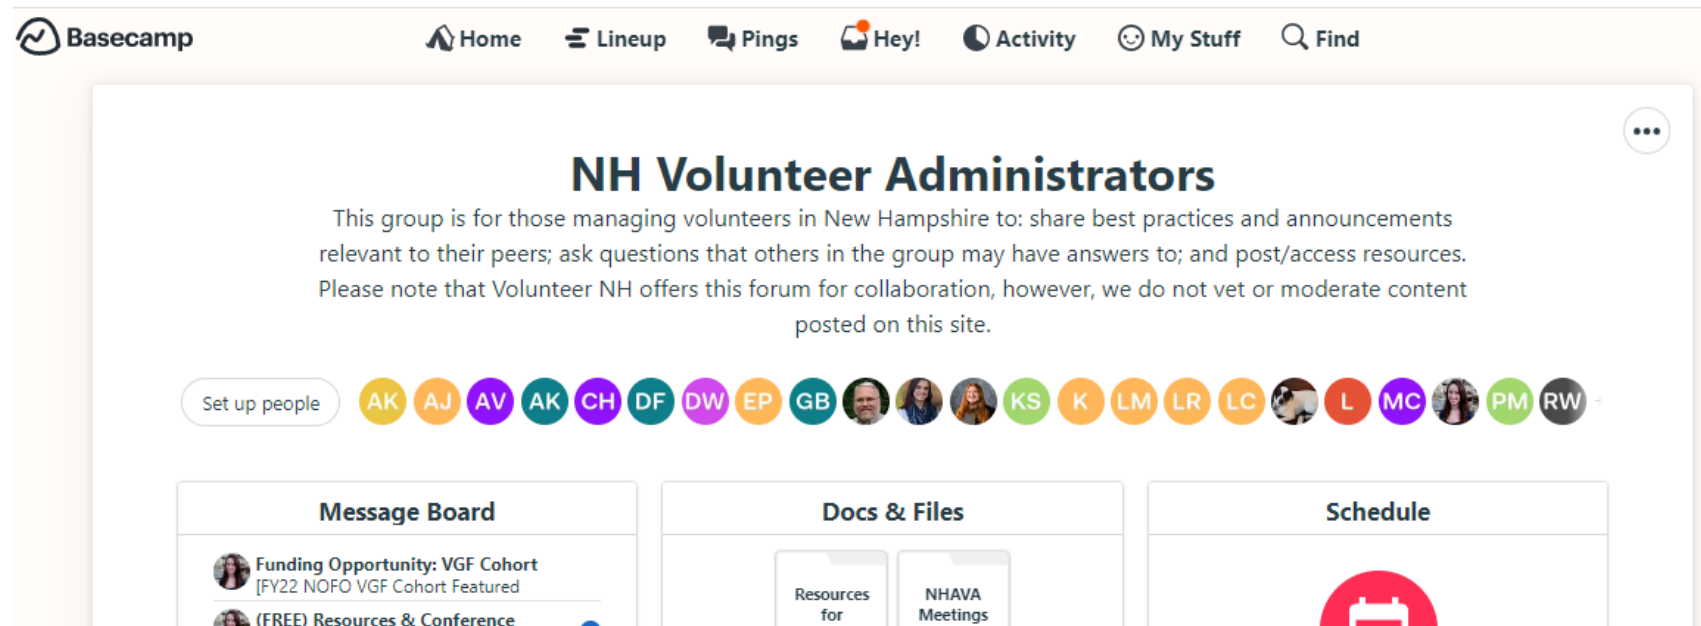 Basecamp
Home
Lineup
Pings
Hey!
Activity
My Stuff
Find
NH Volunteer Administrators
This group is for those managing volunteers in New Hampshire to: share best practices and announcements
relevant to their peers; ask questions that others in the group may have answers to; and post/access resources.
Please note that Volunteer NH offers this forum for collaboration, however, we do not vet or moderate content
posted on this site.
Set up people
AK
AJ
AV
AK
CH
DF
DW
EP
GB
KS
K
LM
LR
LC
L
MC
PM
RW
Message Board
Funding Opportunity: VGF Cohort
[FY22 NOFO VGF Cohort Featured
(FREE) Resources & Conference
Docs & Files
Resources
for
NHAVA
Meetings
Schedule